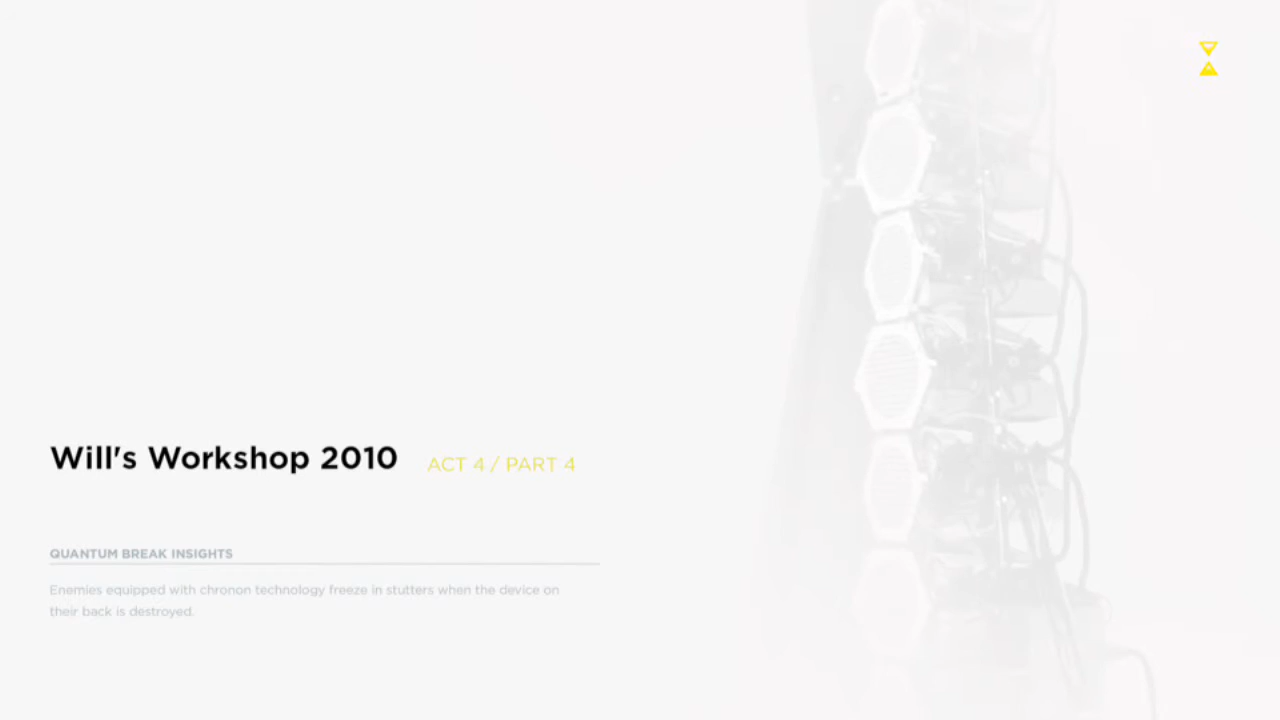 Will's Workshop 2010 ACT 4 / PART 4
QUANTUM BREAK INSIGHTS
Enemies equipped with chronon technology freeze in stutters when the device on
their back is destroyed.